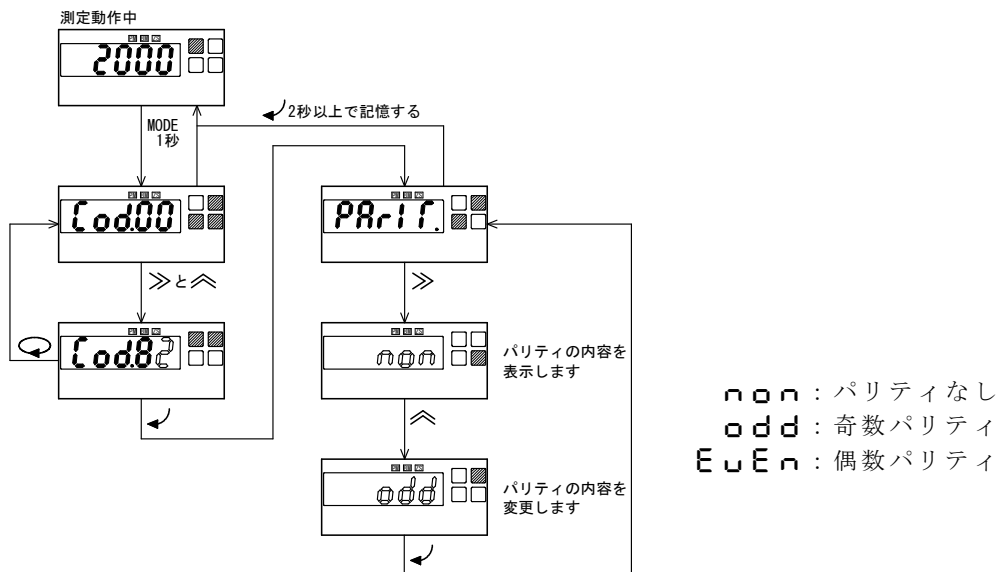 測定動作中
2000
MODE
1秒
2秒以上で記憶する
Cod.00
PArIT.
≫と︽
≫
Cod.82
non
パリティの内容を
表示します
︽
odd
パリティの内容を
変更します
non：パリティなし
odd：奇数パリティ
EvEn：偶数パリティ